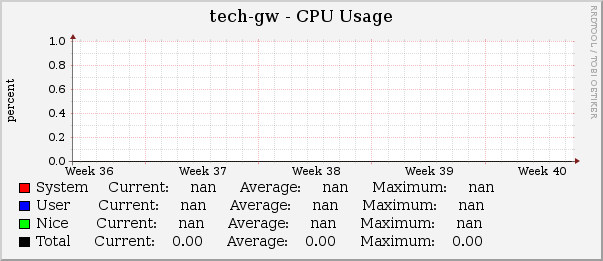 tech-gw - CPU Usage
RRDTOOL / TOBI OETIKER
percent
1.0
0.8
0.6
0.4
0.2
0.0
Week 36 Week 37 Week 38 Week 39 Week 40
System Current: nan Average: nan Maximum: nan
User Current: nan Average: nan Maximum: nan
Nice Current: nan Average: nan Maximum: nan
Total Current: 0.00 Average: 0.00 Maximum: 0.00